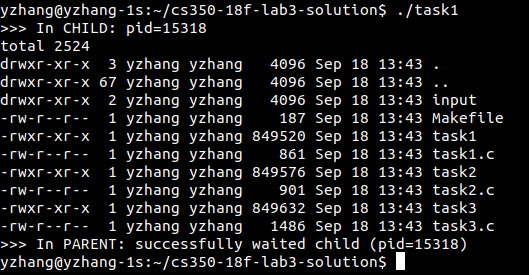 yzhang@yzhang-1s:~/cs350-18f-lab3-solution$ ./task1
>>> In CHILD: pid=15318
total 2524
drwxr-xr-x  3 yzhang yzhang   4096 Sep 18 13:43 .
drwxr-xr-x 67 yzhang yzhang   4096 Sep 18 13:43 ..
drwxr-xr-x  2 yzhang yzhang   4096 Sep 18 13:43 input
-rw-r--r--  1 yzhang yzhang    187 Sep 18 13:43 Makefile
-rwxr-xr-x  1 yzhang yzhang 849520 Sep 18 13:43 task1
-rw-r--r--  1 yzhang yzhang    861 Sep 18 13:43 task1.c
-rwxr-xr-x  1 yzhang yzhang 849576 Sep 18 13:43 task2
-rw-r--r--  1 yzhang yzhang    901 Sep 18 13:43 task2.c
-rwxr-xr-x  1 yzhang yzhang 849632 Sep 18 13:43 task3
-rw-r--r--  1 yzhang yzhang   1486 Sep 18 13:43 task3.c
>>> In PARENT: successfully waited child (pid=15318)
yzhang@yzhang-1s:~/cs350-18f-lab3-solution$